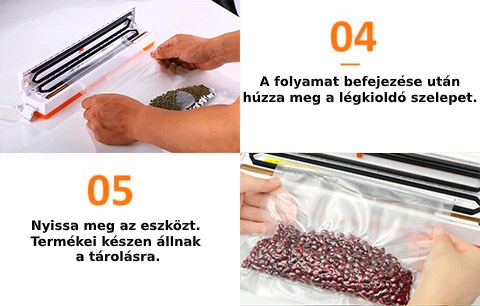 04
A folyamat befejezése után
húzza meg a légkioldó szelepet.
05
Nyissa meg az eszközt.
Termékei készen állnak
a tárolásra.